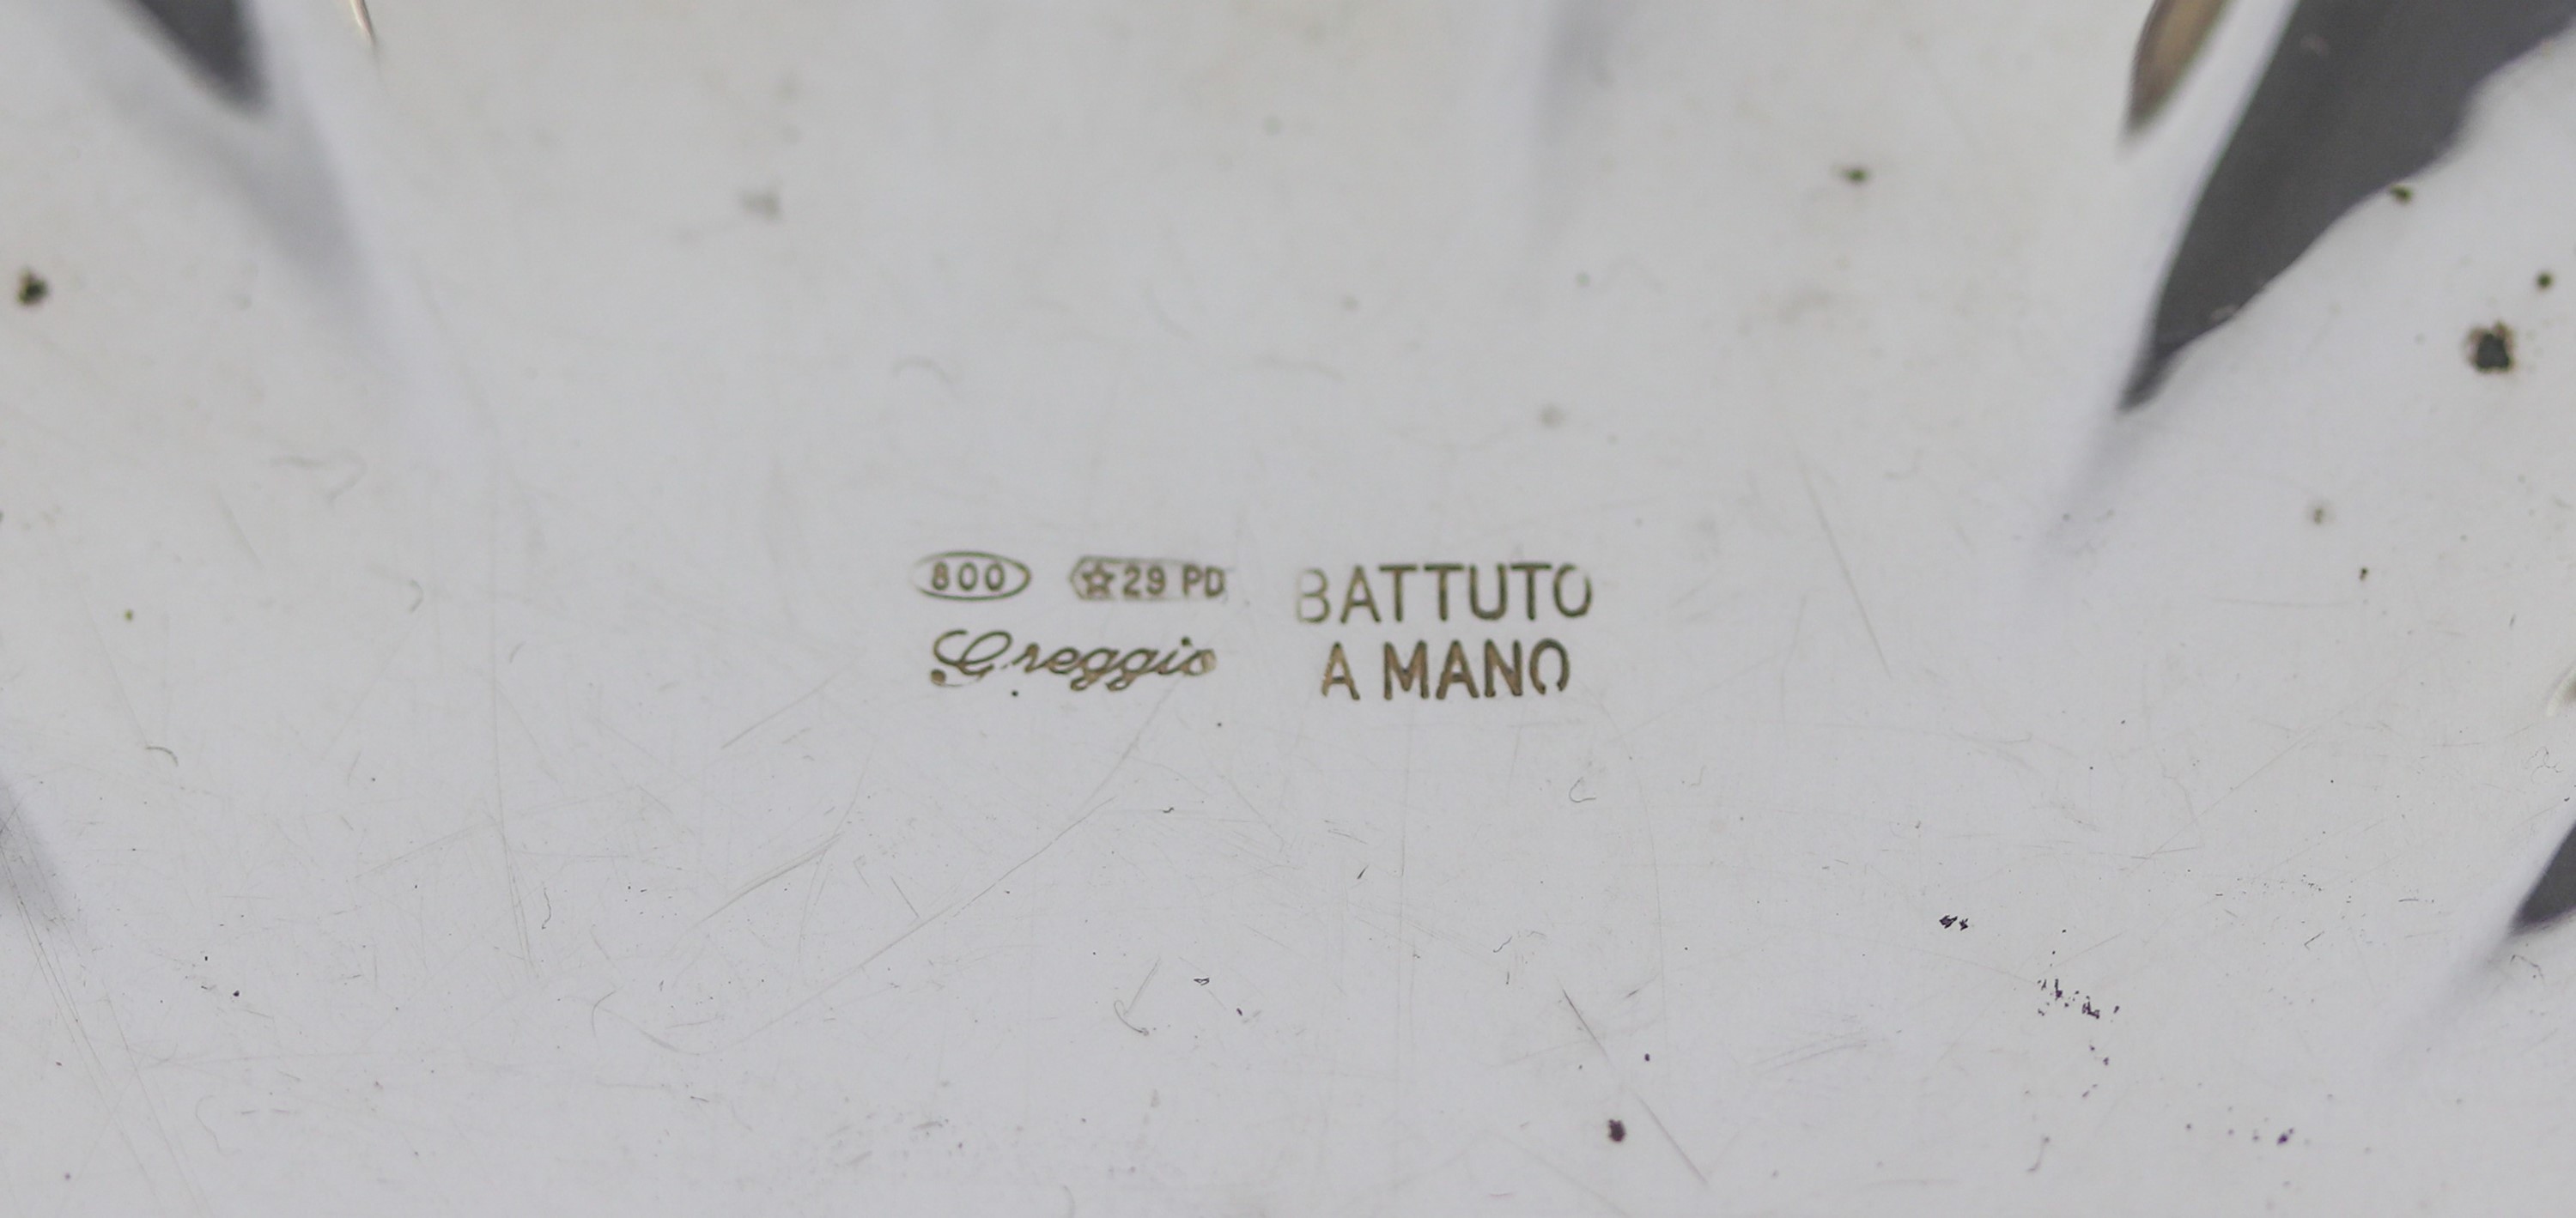 800 ☆29 PD
Greggio
BATTUTO
A MANO